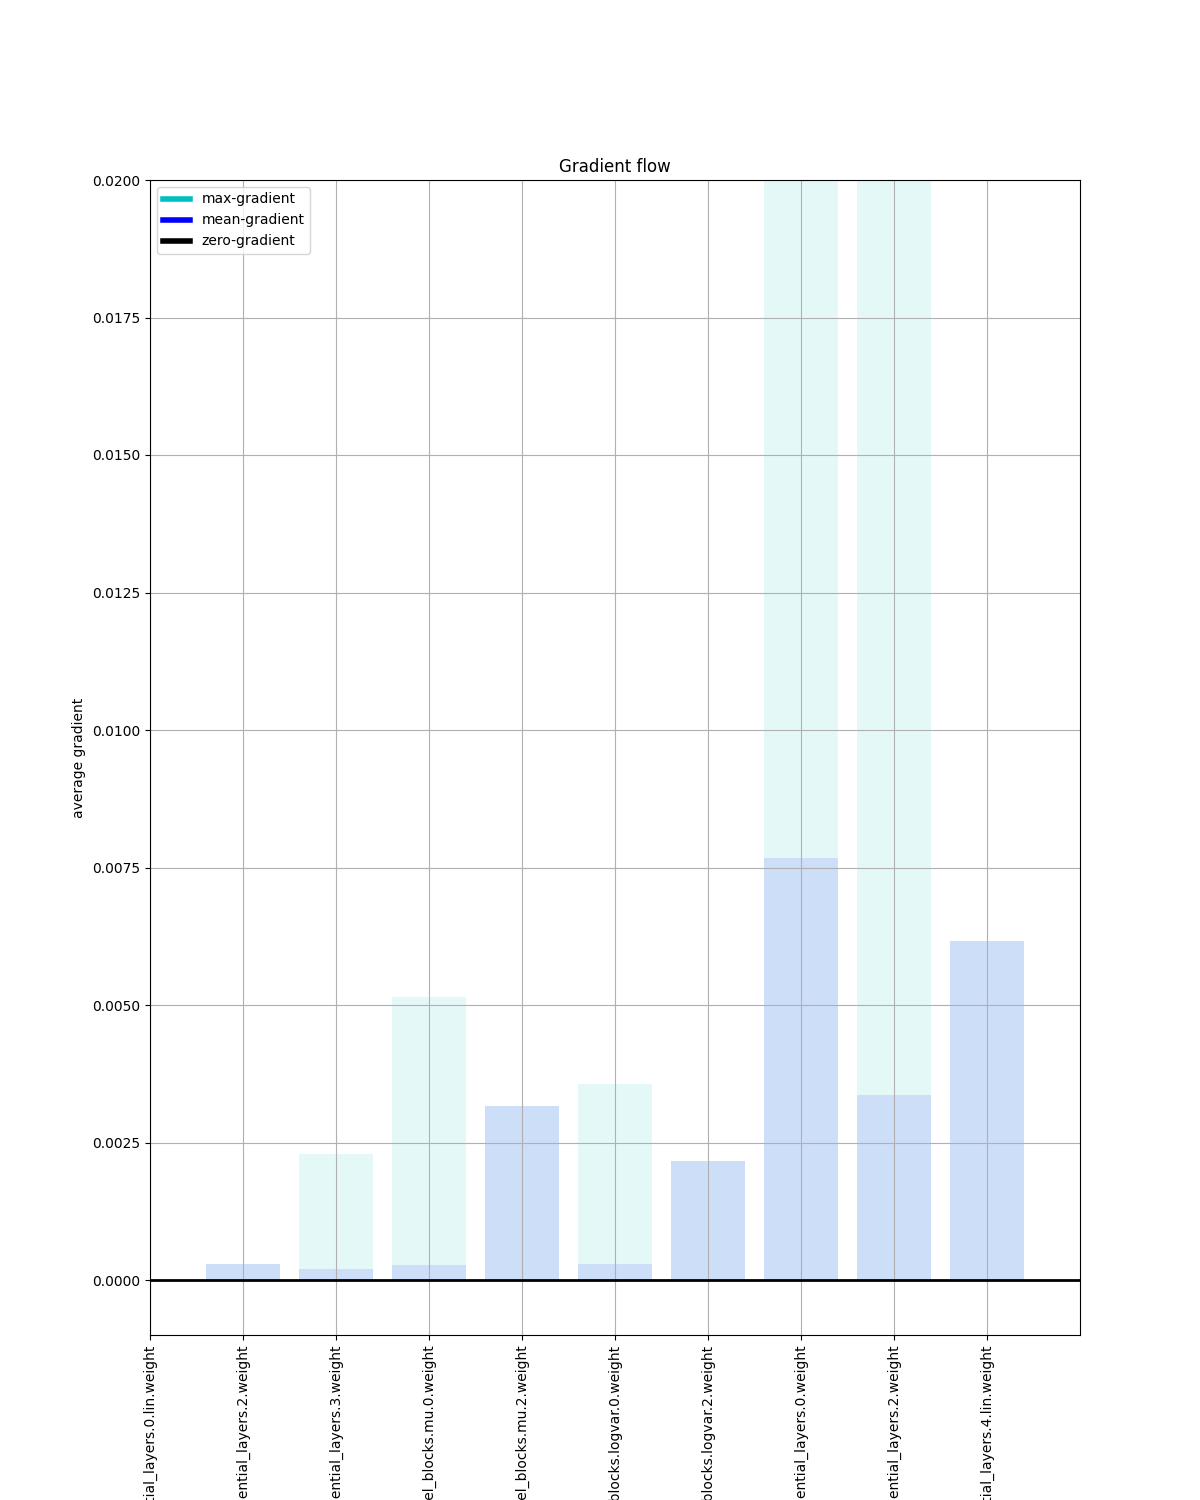 Gradient flow
max-gradient
mean-gradient
zero-gradient
0.0200
0.0175
0.0150
0.0125
0.0100
0.0075
0.0050
0.0025
0.0000
average gradient
tial_layers.0.lin.weight
ential_layers.2.weight
ential_layers.3.weight
el_blocks.mu.0.weight
el_blocks.mu.2.weight
blocks.logvar.0.weight
blocks.logvar.2.weight
ential_layers.0.weight
ential_layers.2.weight
tial_layers.4.lin.weight